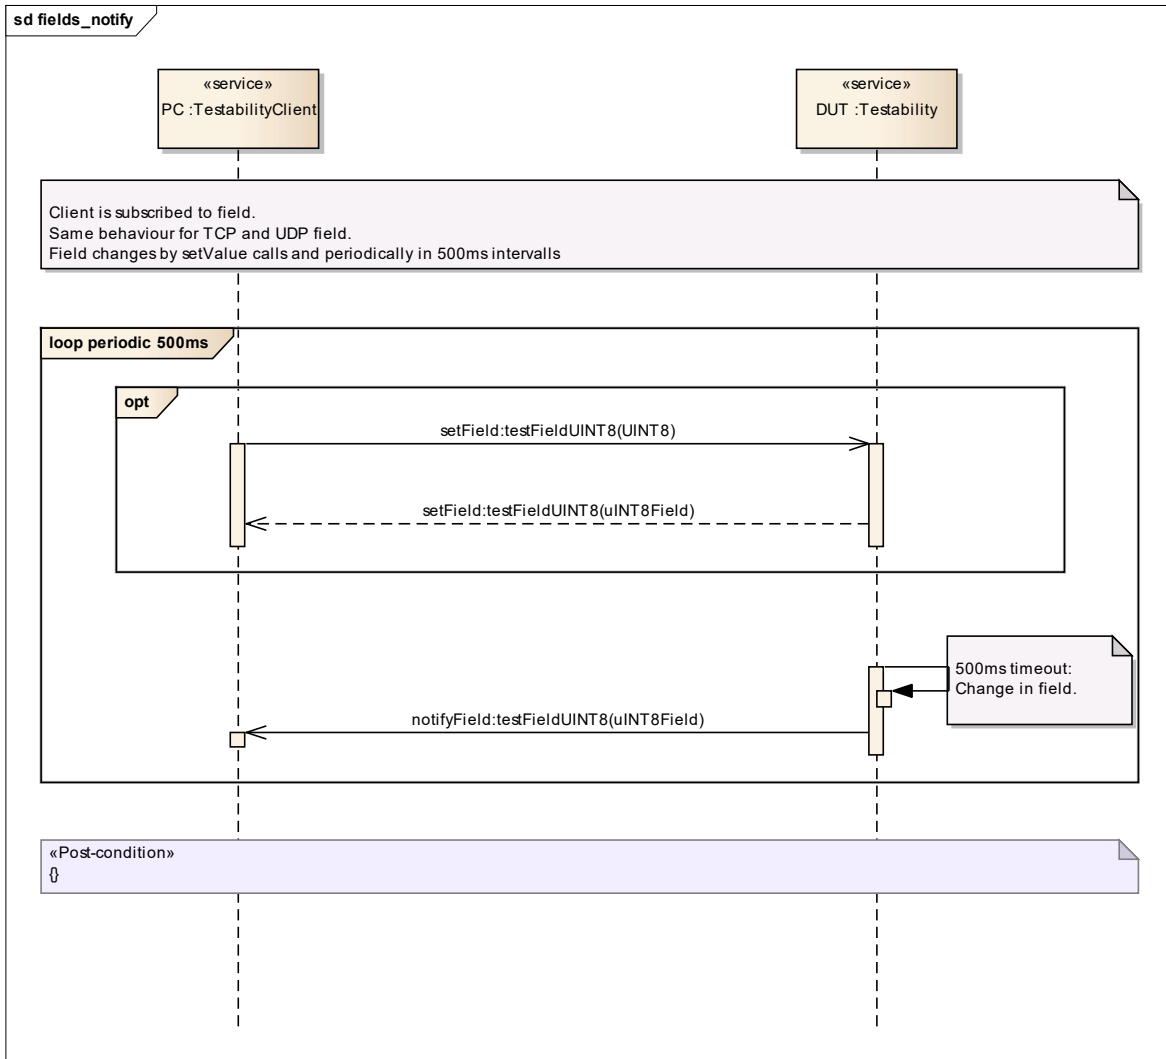 sd fields_notify
«service»
PC :TestabilityClient
«service»
DUT :Testability
Client is subscribed to field.
Same behaviour for TCP and UDP field.
Field changes by setValue calls and periodically in 500ms intervalls
loop periodic 500ms
opt
setField:testFieldUINT8(UINT8)
setField:testFieldUINT8(uINT8Field)
500ms timeout:
Change in field.
notifyField:testFieldUINT8(uINT8Field)
«Post-condition»
{}